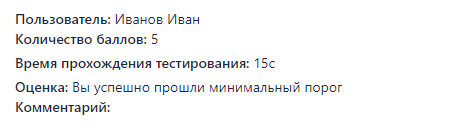 Пользователь: Иванов Иван
Количество баллов: 5
Время прохождения тестирования: 15с
Оценка: Вы успешно прошли минимальный порог
Комментарий: